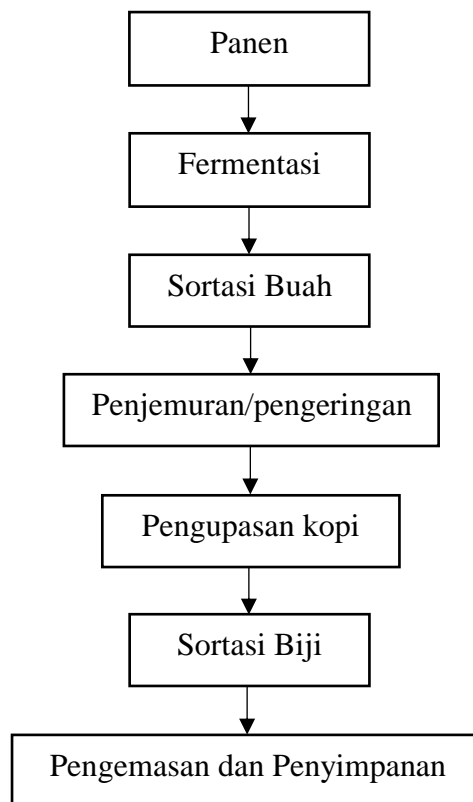 Panen
Fermentasi
Sortasi Buah
Penjemuran/pengeringan
Pengupasan kopi
Sortasi Biji
Pengemasan dan Penyimpanan